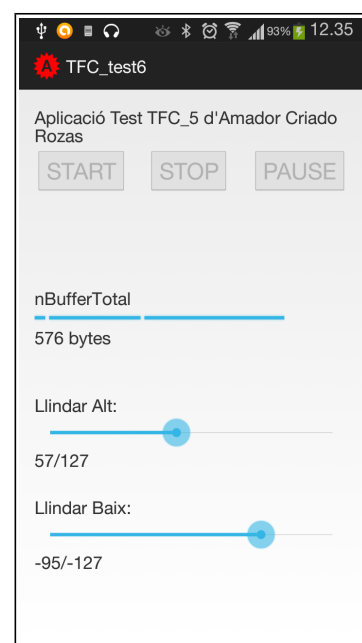 93% 12.35
A TFC_test6
Aplicació Test TFC_5 d'Amador Criado
Rozas
START STOP PAUSE
nBufferTotal
576 bytes
Llindar Alt:
57/127
Llindar Baix:
-95/-127